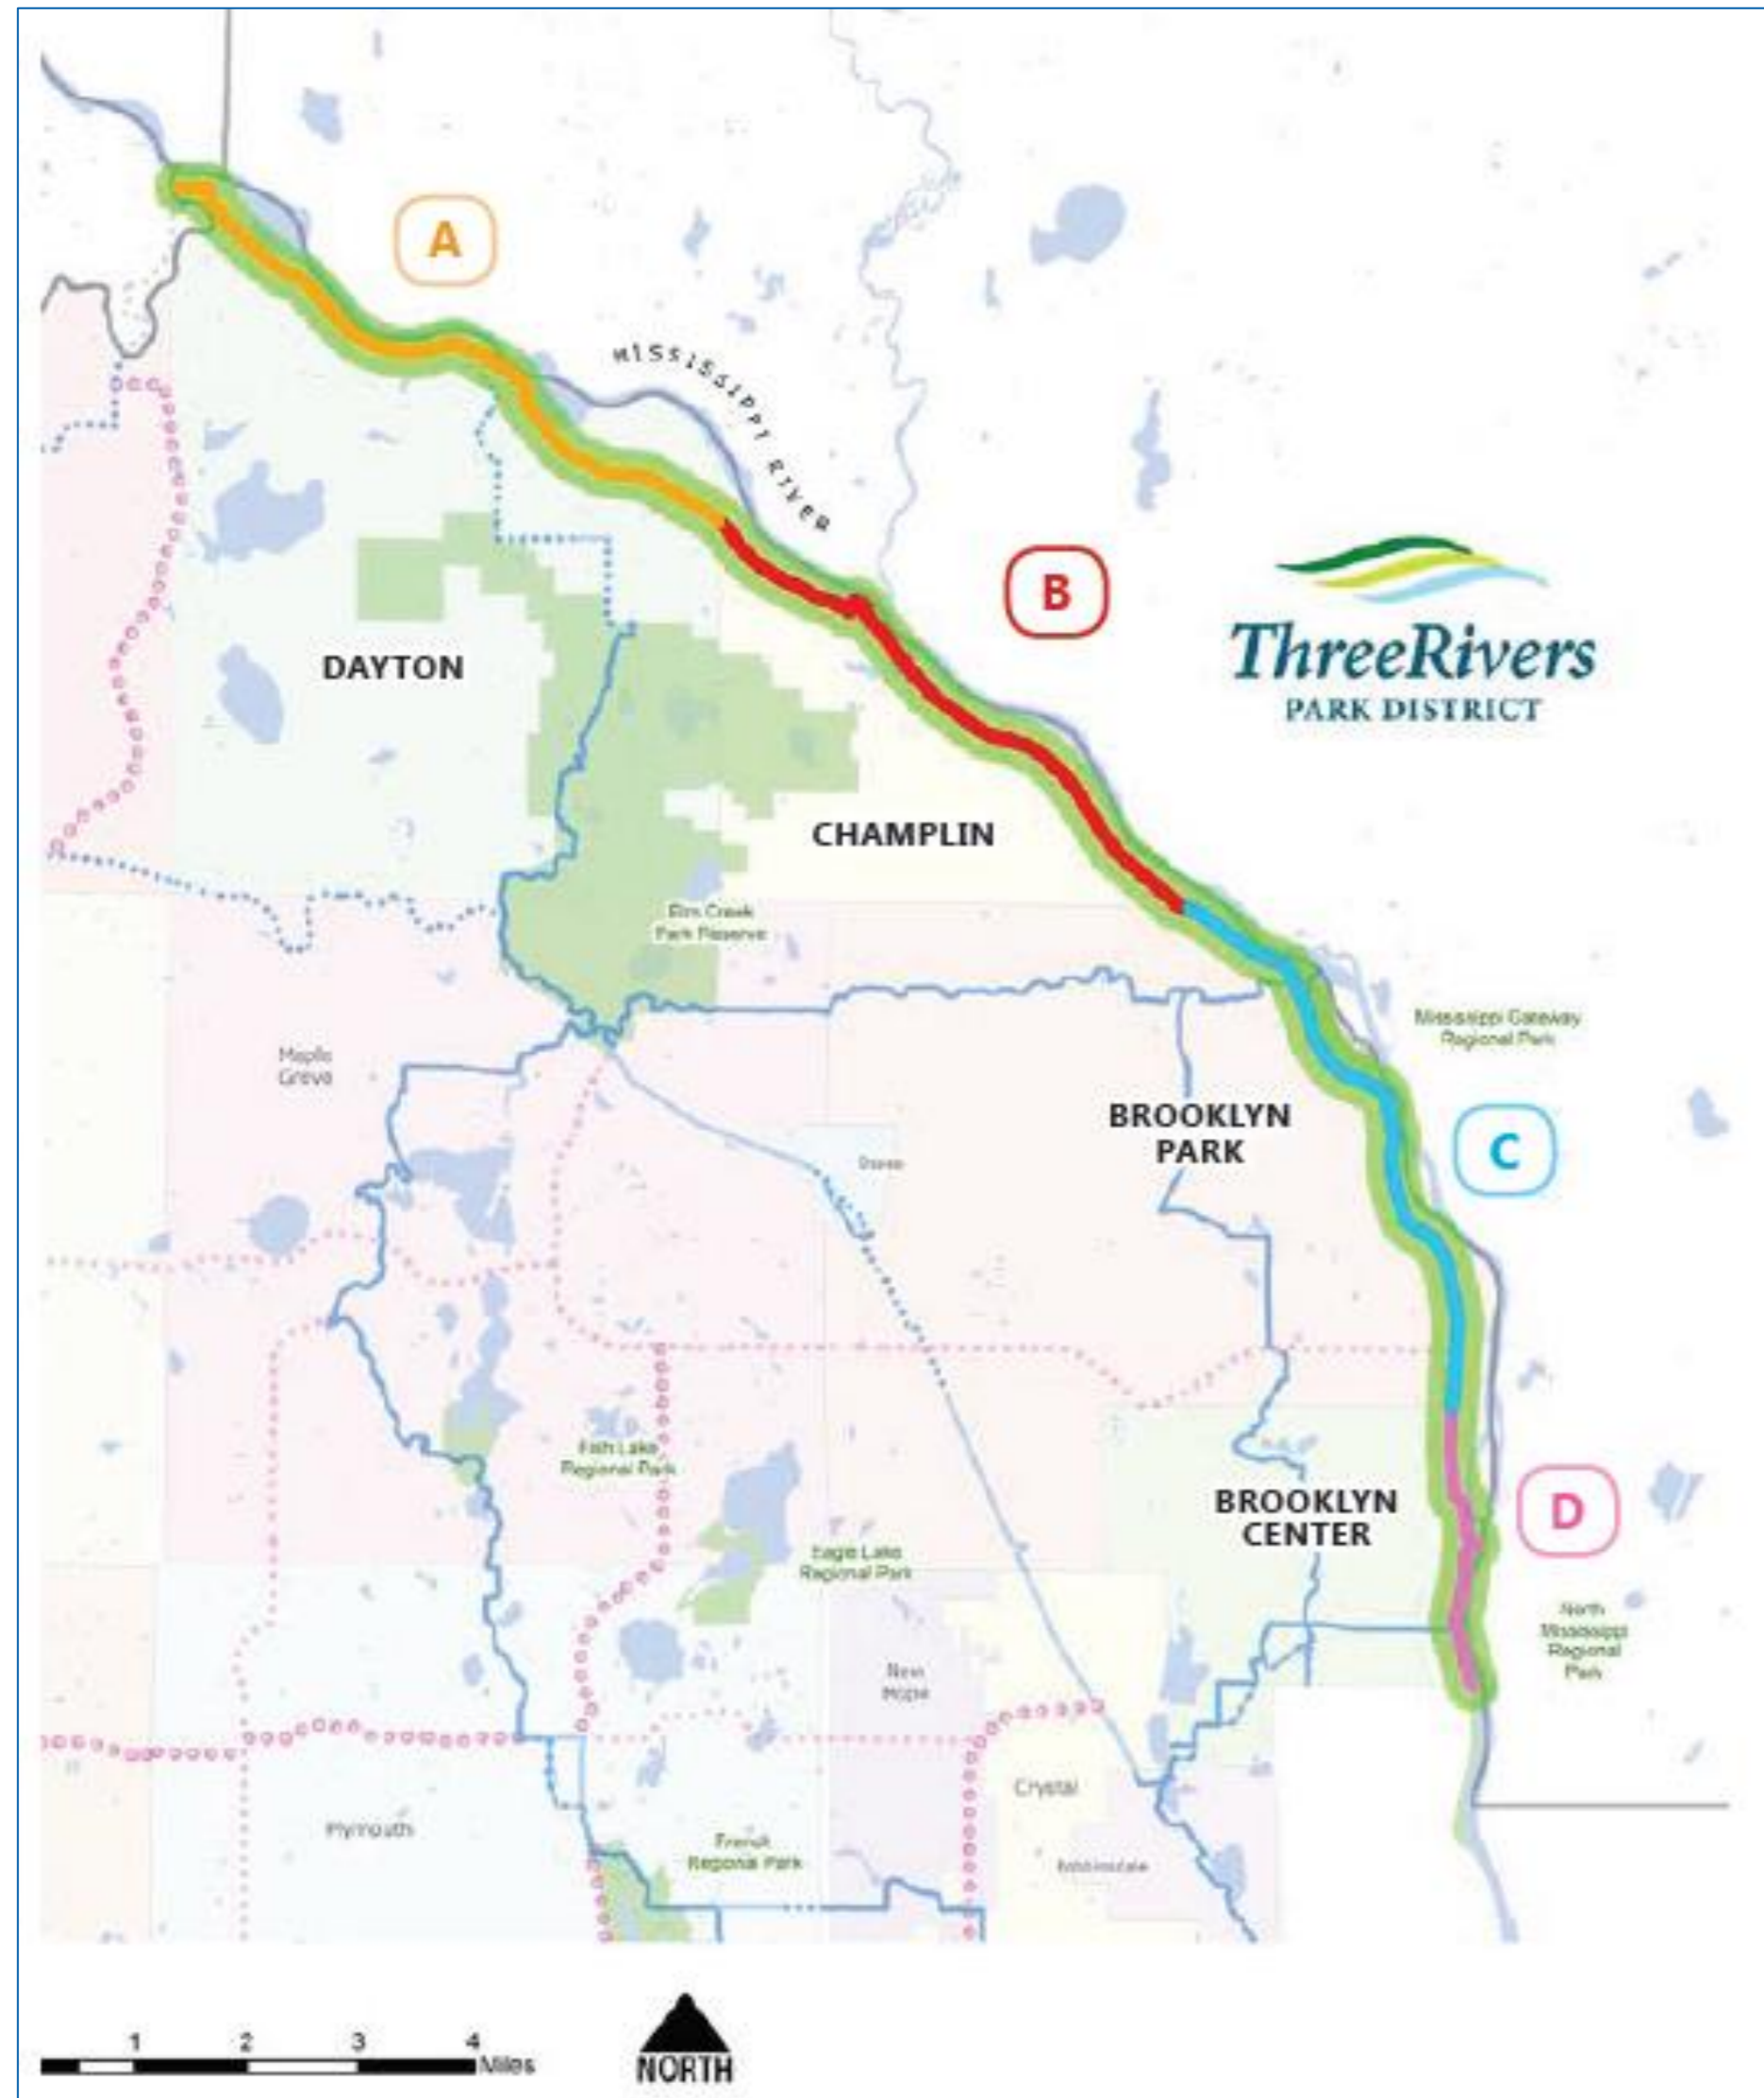 A
MISSISSIPPI RIVER
B
ThreeRivers
PARK DISTRICT
DAYTON
CHAMPLIN
Elm Creek
Park Reserve
Mississippi Gateway
Regional Park
Maple
Grove
BROOKLYN
PARK
C
Osseo
Fish Lake
Regional Park
BROOKLYN
CENTER
D
Eagle Lake
Regional Park
North
Mississippi
Regional
Park
New
Hope
Crystal
Plymouth
French
Regional Park
Robbinsdale
1 2 3 4
Miles
NORTH